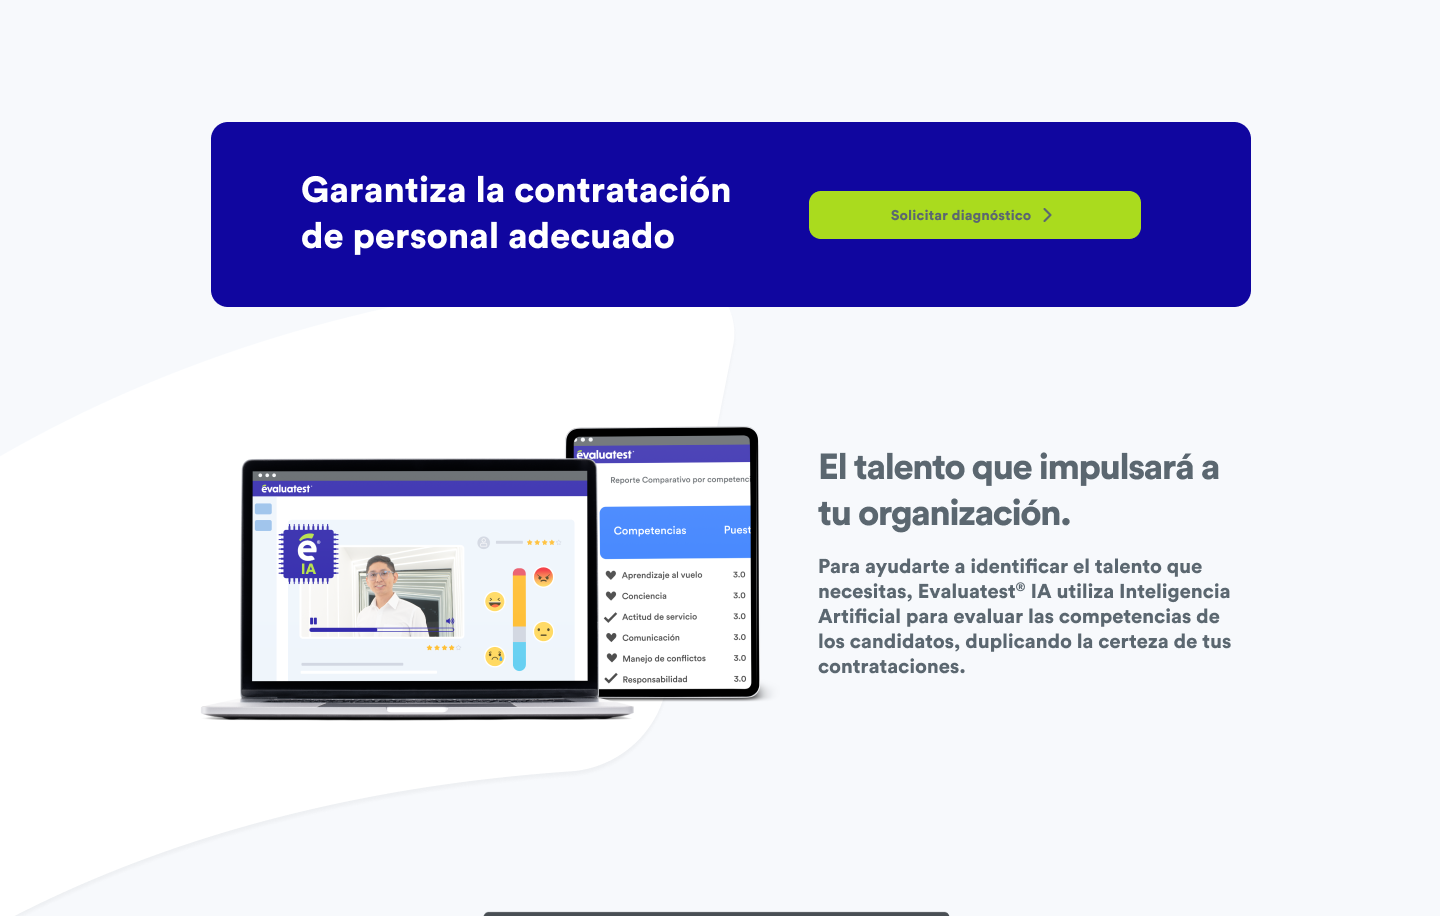 Garantiza la contratación
de personal adecuado
Solicitar diagnóstico
évaluatest
Reporte Comparativo por competenci
Competencias Puest
Aprendizaje al vuelo 3.0
Conciencia 3.0
Actitud de servicio 3.0
Comunicación 3.0
Manejo de conflictos 3.0
Responsabilidad 3.0
évaluatest
é
IA
El talento que impulsará a
tu organización.
Para ayudarte a identificar el talento que
necesitas, Evaluatest® IA utiliza Inteligencia
Artificial para evaluar las competencias de
los candidatos, duplicando la certeza de tus
contrataciones.